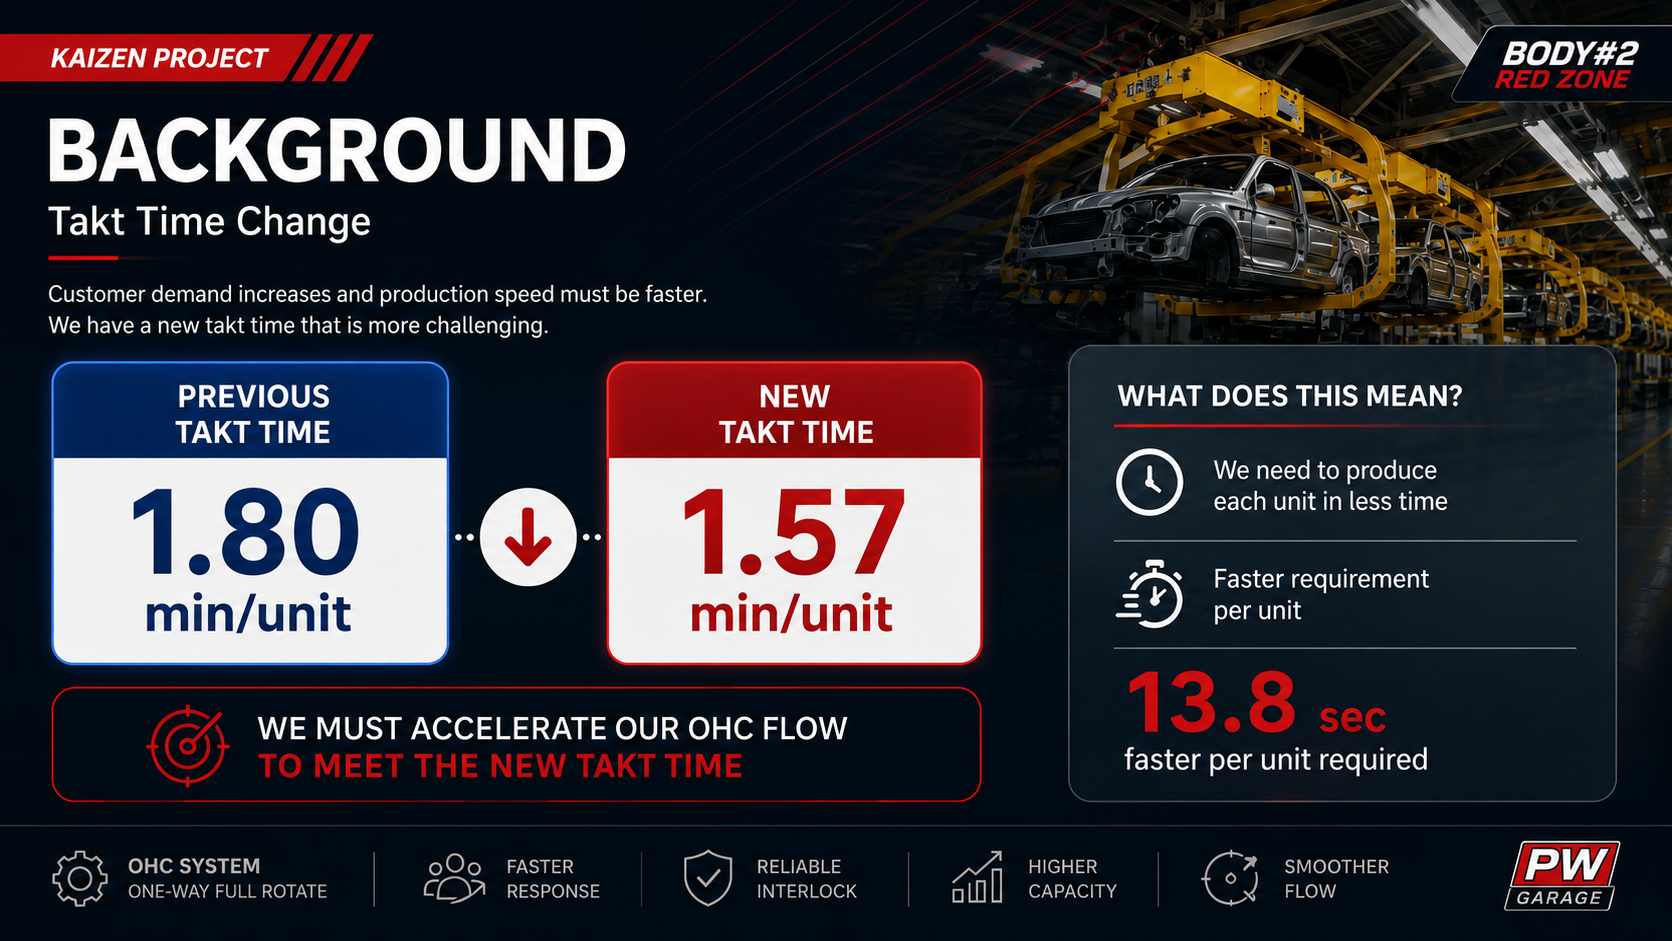 KAIZEN PROJECT
BODY#2
RED ZONE
BACKGROUND
Takt Time Change
Customer demand increases and production speed must be faster.
We have a new takt time that is more challenging.
PREVIOUS
TAKT TIME
1.80
min/unit
NEW
TAKT TIME
1.57
min/unit
WE MUST ACCELERATE OUR OHC FLOW
TO MEET THE NEW TAKT TIME
WHAT DOES THIS MEAN?
We need to produce
each unit in less time
Faster requirement
per unit
13.8 sec
faster per unit required
OHC SYSTEM
ONE-WAY FULL ROTATE
FASTER
RESPONSE
RELIABLE
INTERLOCK
HIGHER
CAPACITY
SMOOTHER
FLOW
PW
GARAGE